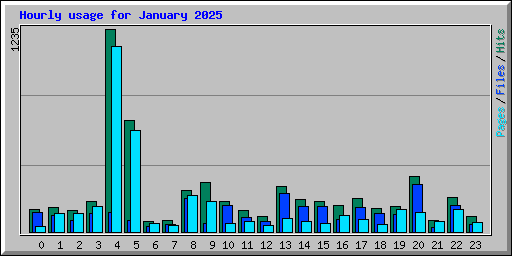 Hourly usage for January 2025
1235
Pages/Files/Hits
0 1 2 3 4 5 6 7 8 9 10 11 12 13 14 15 16 17 18 19 20 21 22 23